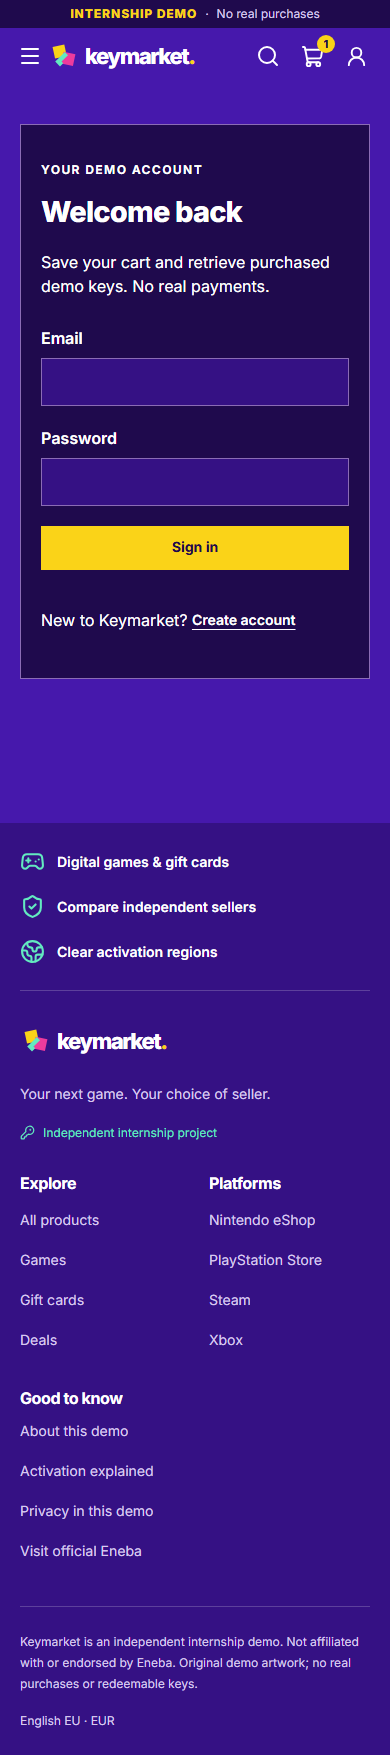 INTERNSHIP DEMO · No real purchases
keymarket.
1
YOUR DEMO ACCOUNT
Welcome back
Save your cart and retrieve purchased
demo keys. No real payments.
Email
Password
Sign in
New to Keymarket? Create account
Digital games & gift cards
Compare independent sellers
Clear activation regions
keymarket.
Your next game. Your choice of seller.
Independent internship project
Explore
All products
Games
Gift cards
Deals
Platforms
Nintendo eShop
PlayStation Store
Steam
Xbox
Good to know
About this demo
Activation explained
Privacy in this demo
Visit official Eneba
Keymarket is an independent internship demo. Not affiliated
with or endorsed by Eneba. Original demo artwork; no real
purchases or redeemable keys.
English EU · EUR